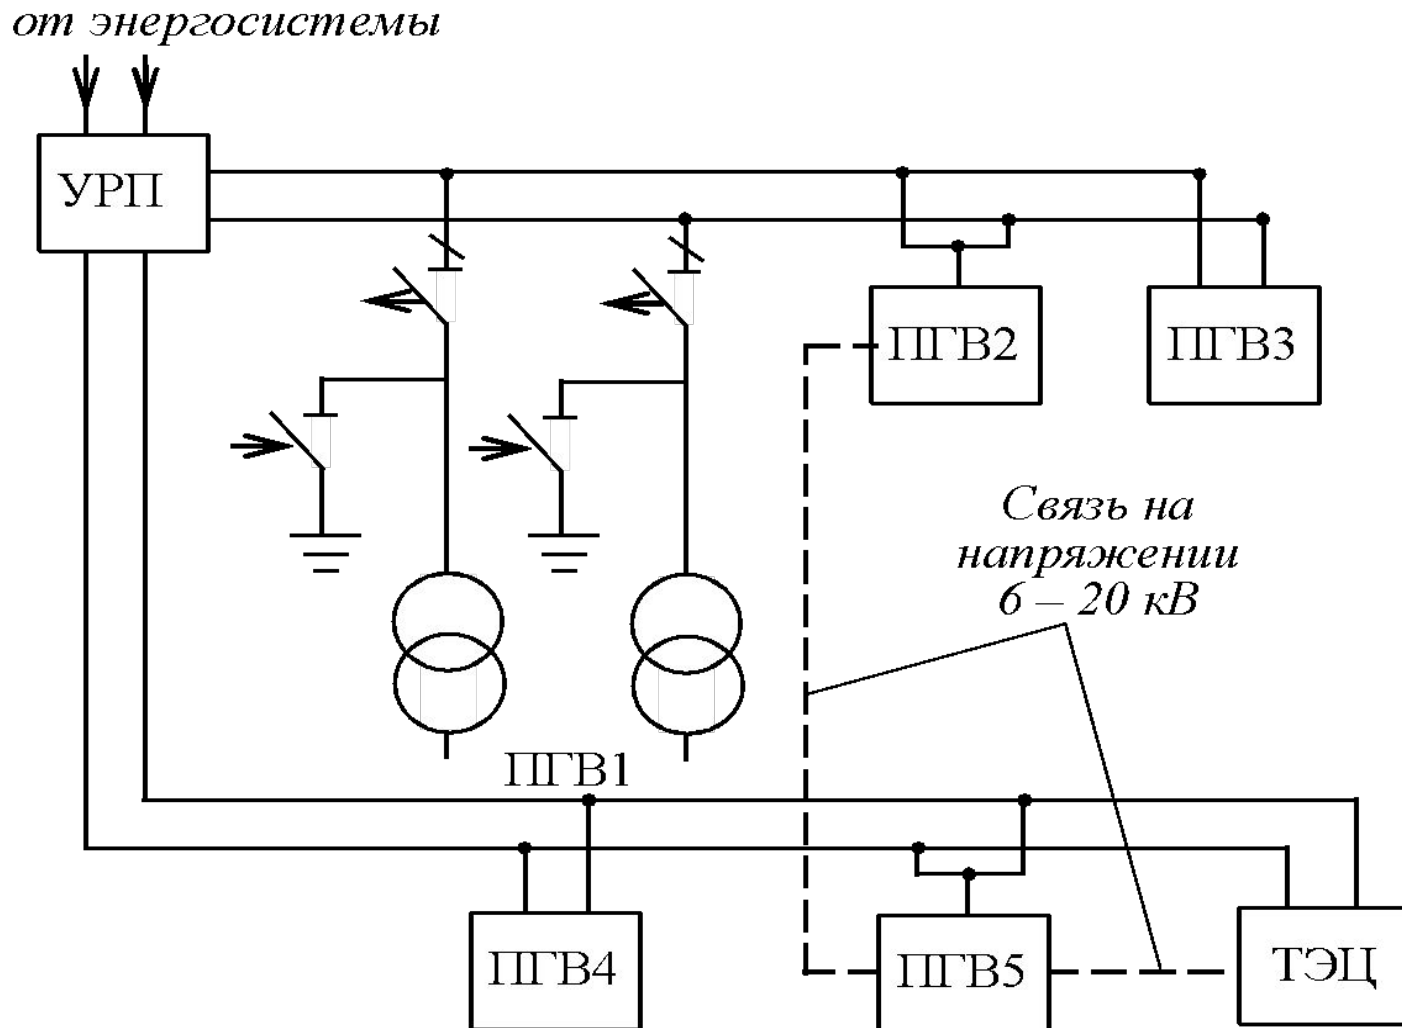 от энергосистемы
УРП
ПГВ2
ПГВ3
Связь на
напряжении
6 – 20 кВ
ПГВ1
ПГВ4
ПГВ5
ТЭЦ